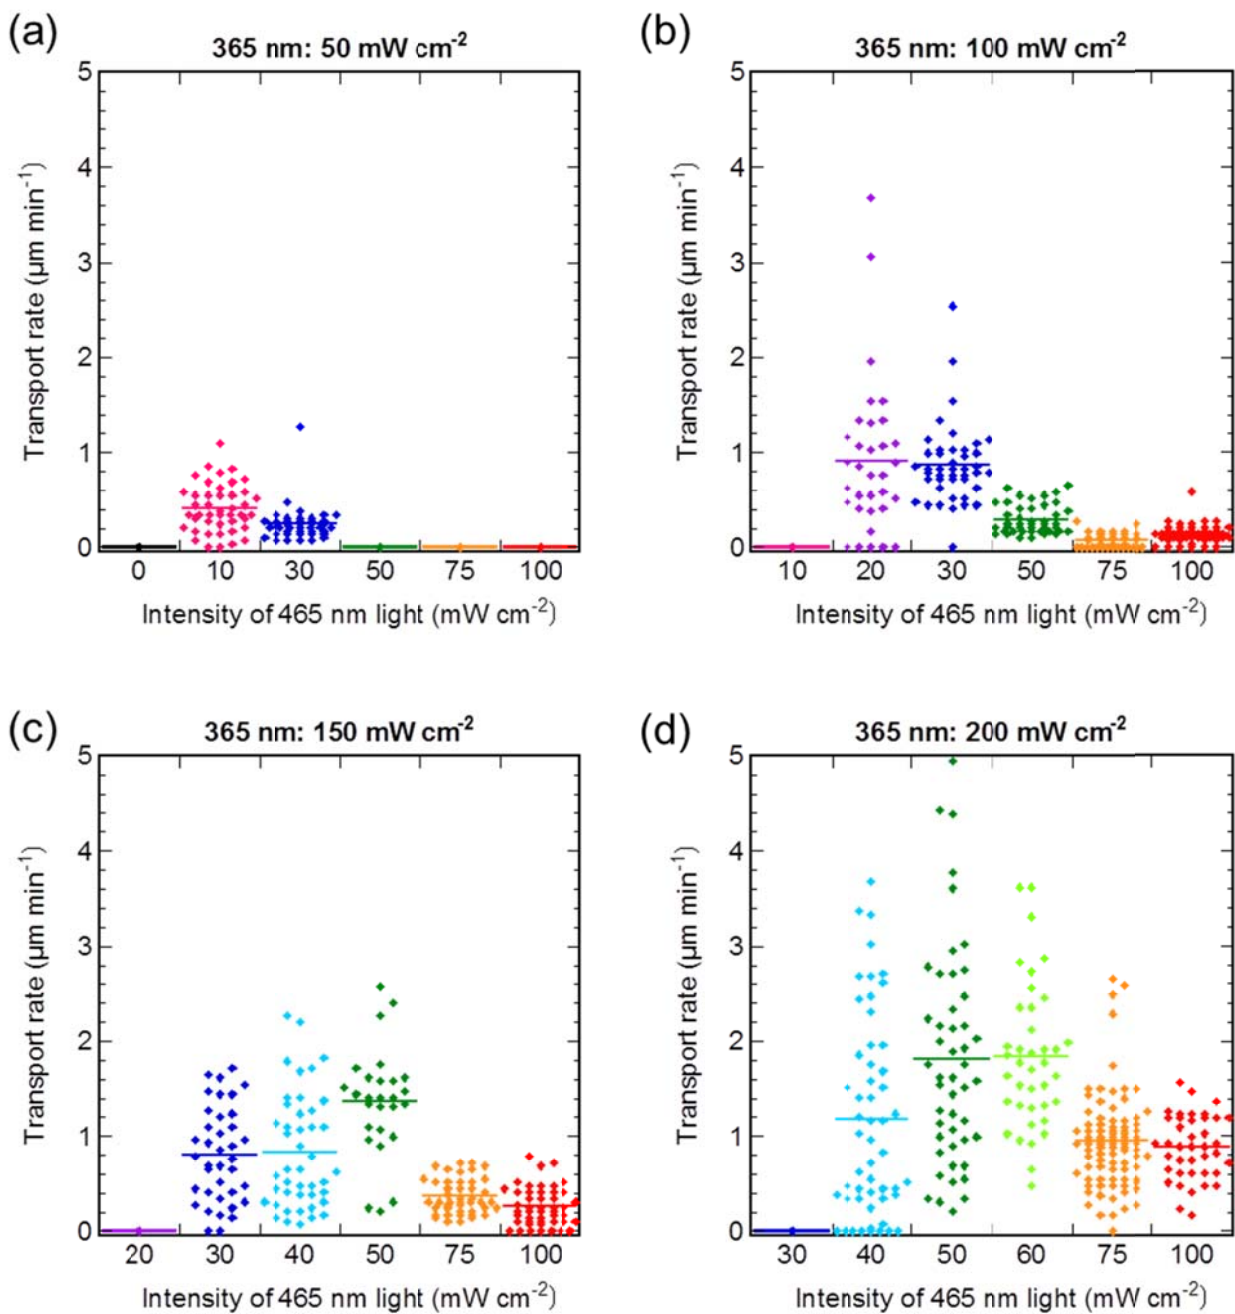 (a)
365 nm: 50 mW cm⁻²
Transport rate (µm min⁻¹)
5
4
3
2
1
0
0 10 30 50 75 100
Intensity of 465 nm light (mW cm⁻²)
(b)
365 nm: 100 mW cm⁻²
Transport rate (µm min⁻¹)
5
4
3
2
1
0
10 20 30 50 75 100
Intensity of 465 nm light (mW cm⁻²)
(c)
365 nm: 150 mW cm⁻²
Transport rate (µm min⁻¹)
5
4
3
2
1
0
20 30 40 50 75 100
Intensity of 465 nm light (mW cm⁻²)
(d)
365 nm: 200 mW cm⁻²
Transport rate (µm min⁻¹)
5
4
3
2
1
0
30 40 50 60 75 100
Intensity of 465 nm light (mW cm⁻²)